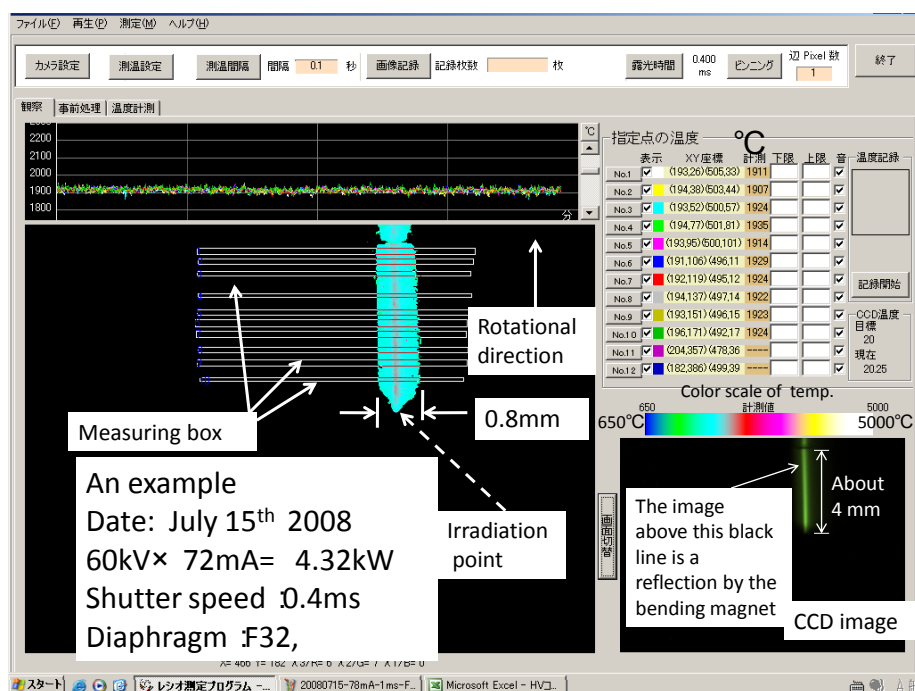 ファイル(F) 再生(P) 測定(M) ヘルプ(H)
カメラ設定 測温設定 測温間隔 間隔 0.1 秒 画像記録 記録枚数 枚 露光時間 0.400 ms ビニング 辺 Pixel 数 1 終了
観察 事前処理 温度計測
2200
2100
2000
1900
1800
℃
分
指定点の温度 ℃
表示 XY座標 計測 下限 上限 音
No.1 (193,26)(505,33) 1911
No.2 (194,38)(503,44) 1907
No.3 (193,52)(500,57) 1924
No.4 (194,77)(501,81) 1935
No.5 (193,95)(500,101) 1914
No.6 (191,106)(496,11 1929
No.7 (192,119)(495,12 1924
No.8 (194,137)(497,14 1922
No.9 (193,151)(496,15 1923
No.10 (196,171)(492,17 1924
No.11 (204,357)(478,36 ----
No.12 (182,386)(499,39 ----
温度記録
記録開始
CCD温度
目標
20
現在
20.25
Rotational
direction
0.8mm
Measuring box
Irradiation
point
An example
Date: July 15th 2008
60kV× 72mA= 4.32kW
Shutter speed :0.4ms
Diaphragm :F32,
Color scale of temp.
650 計測値 5000
650℃ 5000℃
画面切替
The image
above this black
line is a
reflection by the
bending magnet
About
4 mm
CCD image
X= 466 Y= 182 X37R= 6 X27G= 7 X17B= 0
スタート レシオ測定プログラム -... 20080715-78mA-1ms-F... Microsoft Excel - HVコ...